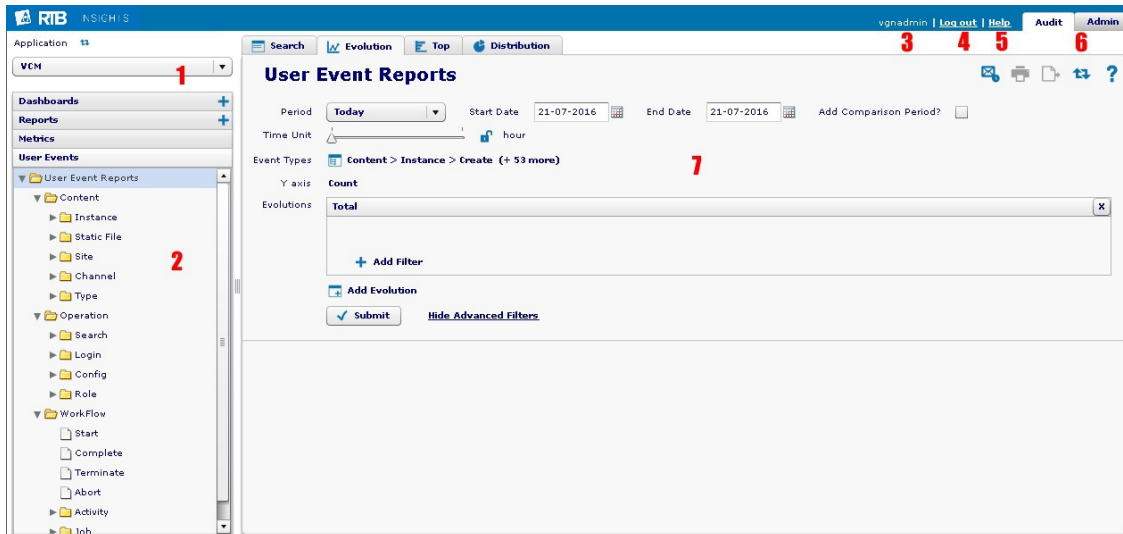 RTB NSIGHTS
vgnadmin | Log out | Help
Audit
Admin
3
4
5
6
Application
VCM
1
Dashboards
Reports
Metrics
User Events
User Event Reports
Content
Instance
Static File
Site
2
Channel
Type
Operation
Search
Login
Config
Role
WorkFlow
Start
Complete
Terminate
Abort
Activity
Job
Search
Evolution
Top
Distribution
User Event Reports
?
Period Today Start Date 21-07-2016 End Date 21-07-2016 Add Comparison Period?
Time Unit hour
Event Types Content > Instance > Create (+ 53 more)
7
Y axis Count
Evolutions Total x
+ Add Filter
Add Evolution
Submit Hide Advanced Filters